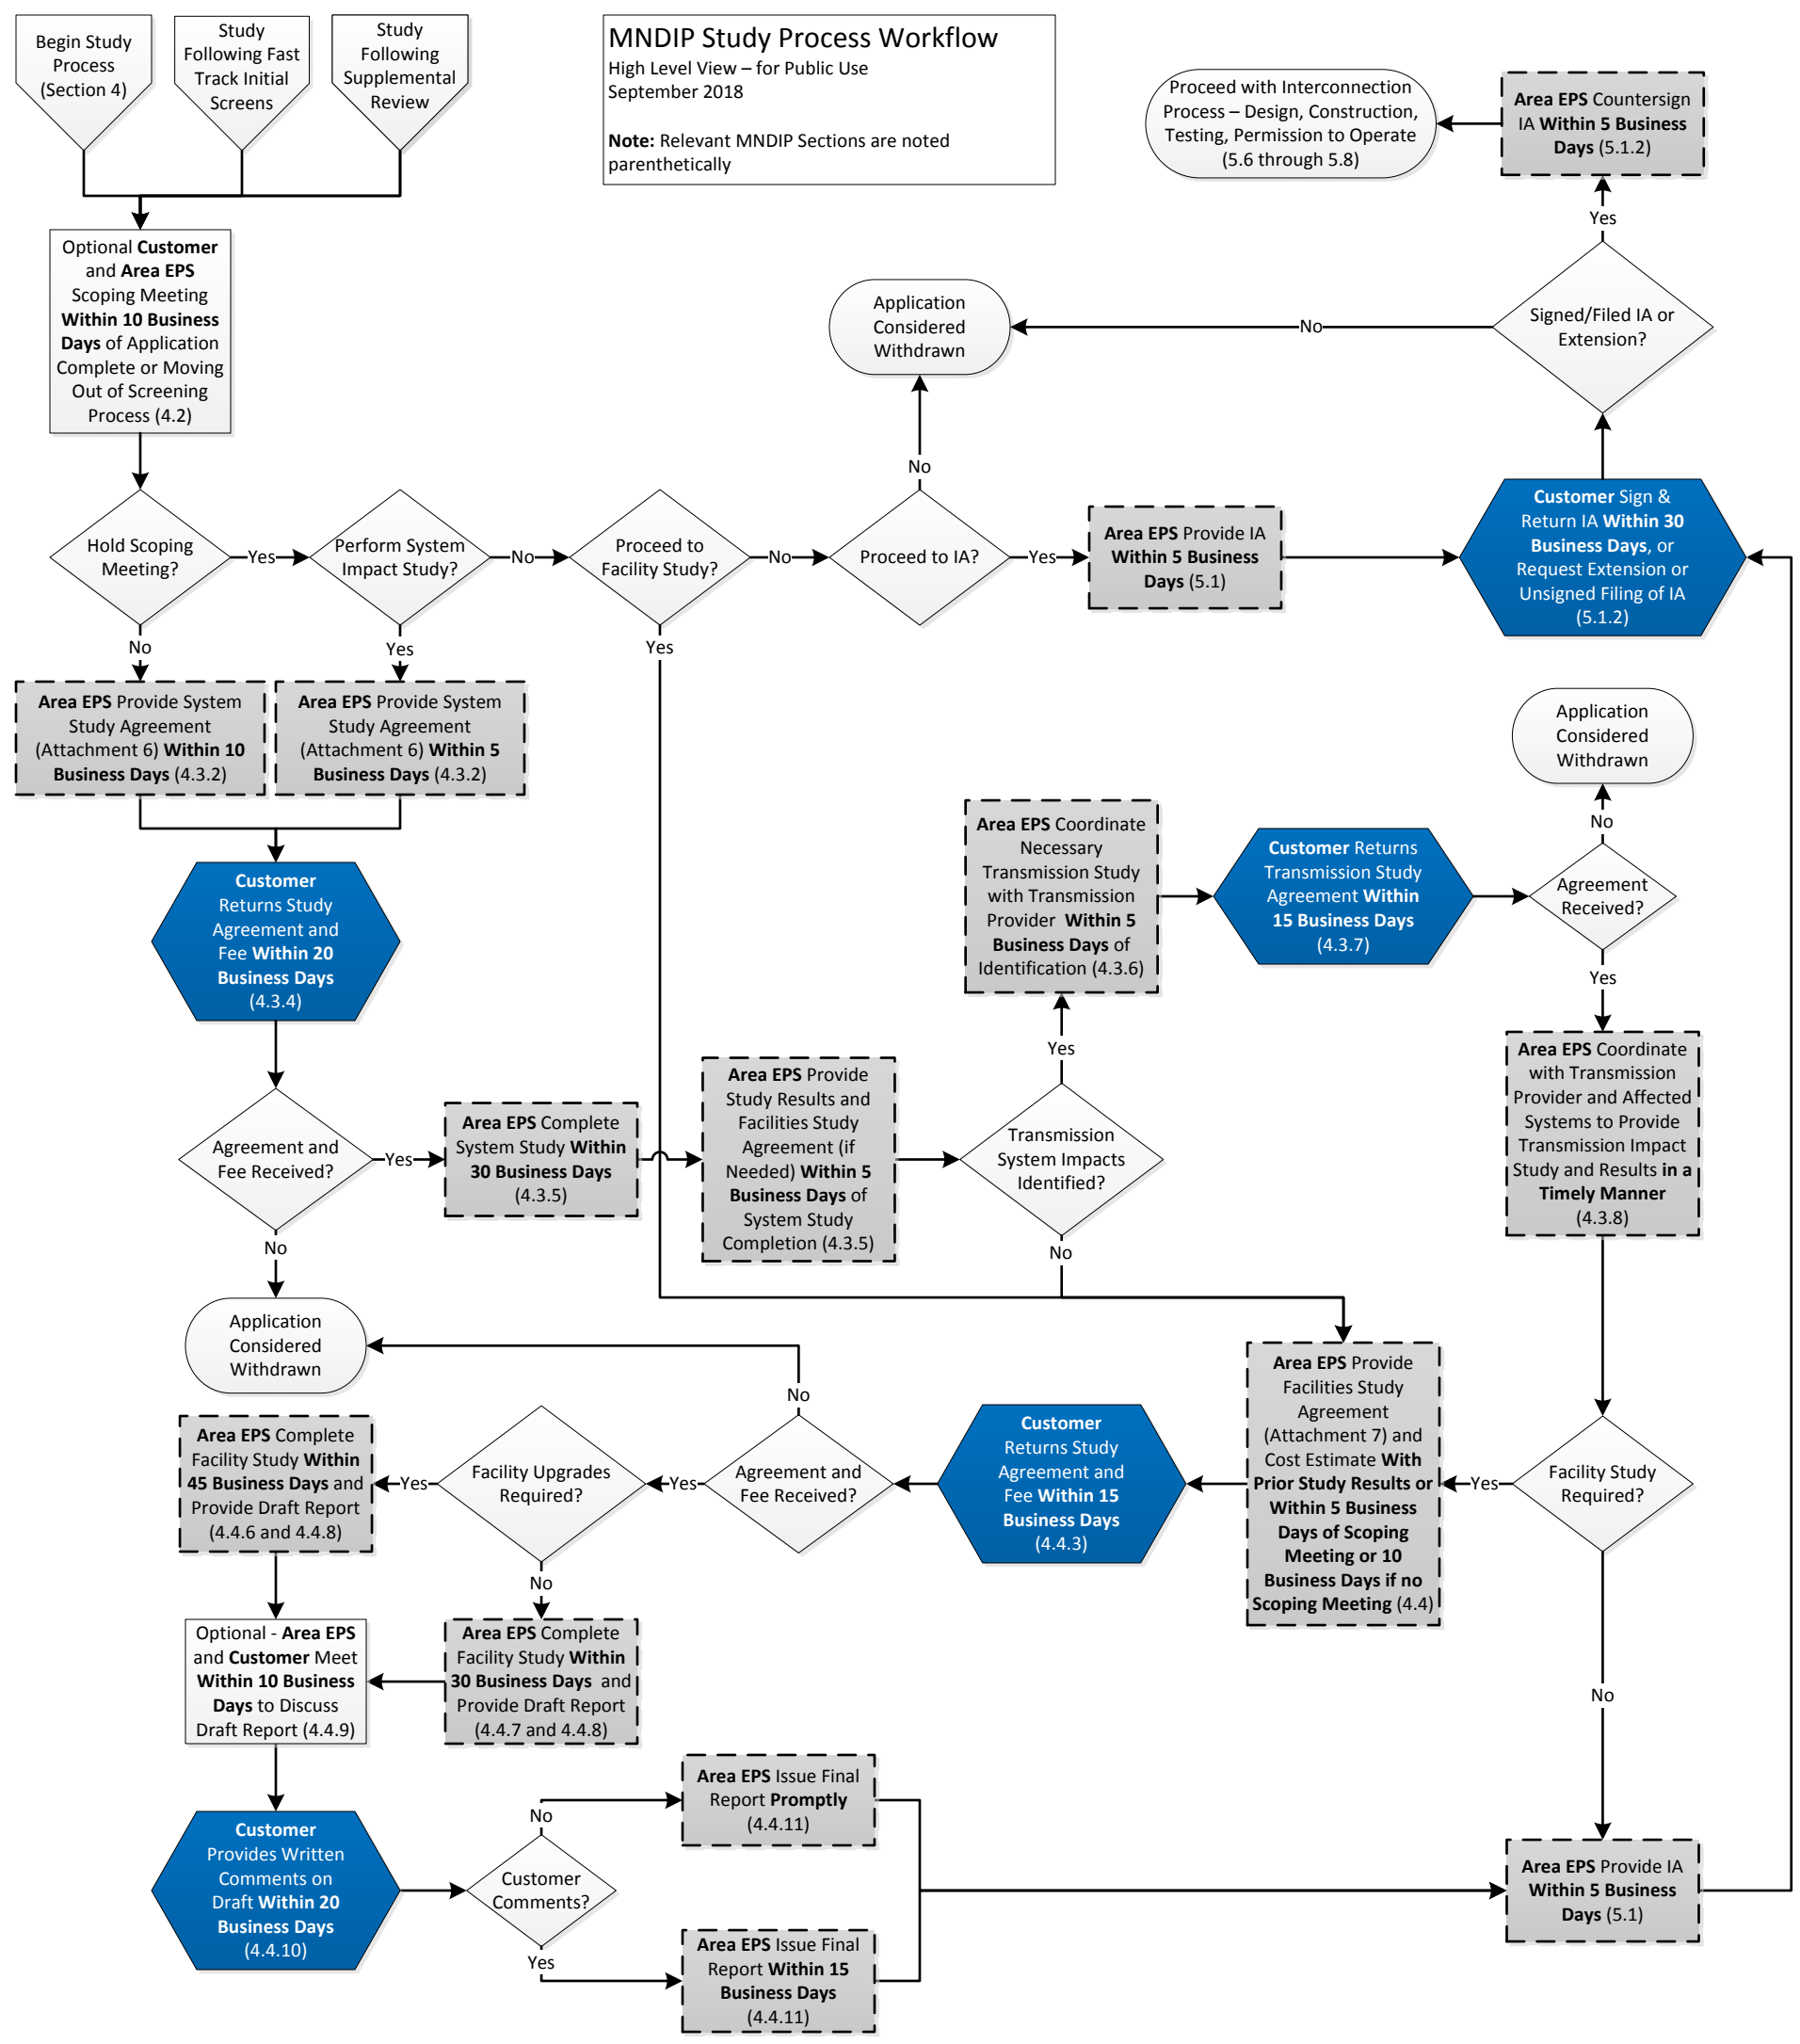 Begin Study
Process
(Section 4)
Study
Following Fast
Track Initial
Screens
Study
Following
Supplemental
Review
MNDIP Study Process Workflow
High Level View – for Public Use
September 2018
Note: Relevant MNDIP Sections are noted
parenthetically
Proceed with Interconnection
Process – Design, Construction,
Testing, Permission to Operate
(5.6 through 5.8)
Area EPS Countersign
IA Within 5 Business
Days (5.1.2)
Yes
Optional Customer
and Area EPS
Scoping Meeting
Within 10 Business
Days of Application
Complete or Moving
Out of Screening
Process (4.2)
Application
Considered
Withdrawn
No
Signed/Filed IA or
Extension?
No
Hold Scoping
Meeting?
Yes
Perform System
Impact Study?
No
Proceed to
Facility Study?
No
Proceed to IA?
Yes
Area EPS Provide IA
Within 5 Business
Days (5.1)
Customer Sign &
Return IA Within 30
Business Days, or
Request Extension or
Unsigned Filing of IA
(5.1.2)
No
Yes
Yes
Area EPS Provide System
Study Agreement
(Attachment 6) Within 10
Business Days (4.3.2)
Area EPS Provide System
Study Agreement
(Attachment 6) Within 5
Business Days (4.3.2)
Application
Considered
Withdrawn
No
Customer
Returns Study
Agreement and
Fee Within 20
Business Days
(4.3.4)
Area EPS Coordinate
Necessary
Transmission Study
with Transmission
Provider Within 5
Business Days of
Identification (4.3.6)
Customer Returns
Transmission Study
Agreement Within
15 Business Days
(4.3.7)
Agreement
Received?
Yes
Yes
Agreement and
Fee Received?
Yes
Area EPS Complete
System Study Within
30 Business Days
(4.3.5)
Area EPS Provide
Study Results and
Facilities Study
Agreement (if
Needed) Within 5
Business Days of
System Study
Completion (4.3.5)
Transmission
System Impacts
Identified?
Area EPS Coordinate
with Transmission
Provider and Affected
Systems to Provide
Transmission Impact
Study and Results in a
Timely Manner
(4.3.8)
No
No
Application
Considered
Withdrawn
No
Area EPS Complete
Facility Study Within
45 Business Days and
Provide Draft Report
(4.4.6 and 4.4.8)
Yes
Facility Upgrades
Required?
Yes
Agreement and
Fee Received?
Customer
Returns Study
Agreement and
Fee Within 15
Business Days
(4.4.3)
Area EPS Provide
Facilities Study
Agreement
(Attachment 7) and
Cost Estimate With
Prior Study Results or
Within 5 Business
Days of Scoping
Meeting or 10
Business Days if no
Scoping Meeting (4.4)
Yes
Facility Study
Required?
No
Optional - Area EPS
and Customer Meet
Within 10 Business
Days to Discuss
Draft Report (4.4.9)
Area EPS Complete
Facility Study Within
30 Business Days and
Provide Draft Report
(4.4.7 and 4.4.8)
No
Customer
Provides Written
Comments on
Draft Within 20
Business Days
(4.4.10)
No
Customer
Comments?
Yes
Area EPS Issue Final
Report Promptly
(4.4.11)
Area EPS Issue Final
Report Within 15
Business Days
(4.4.11)
Area EPS Provide IA
Within 5 Business
Days (5.1)